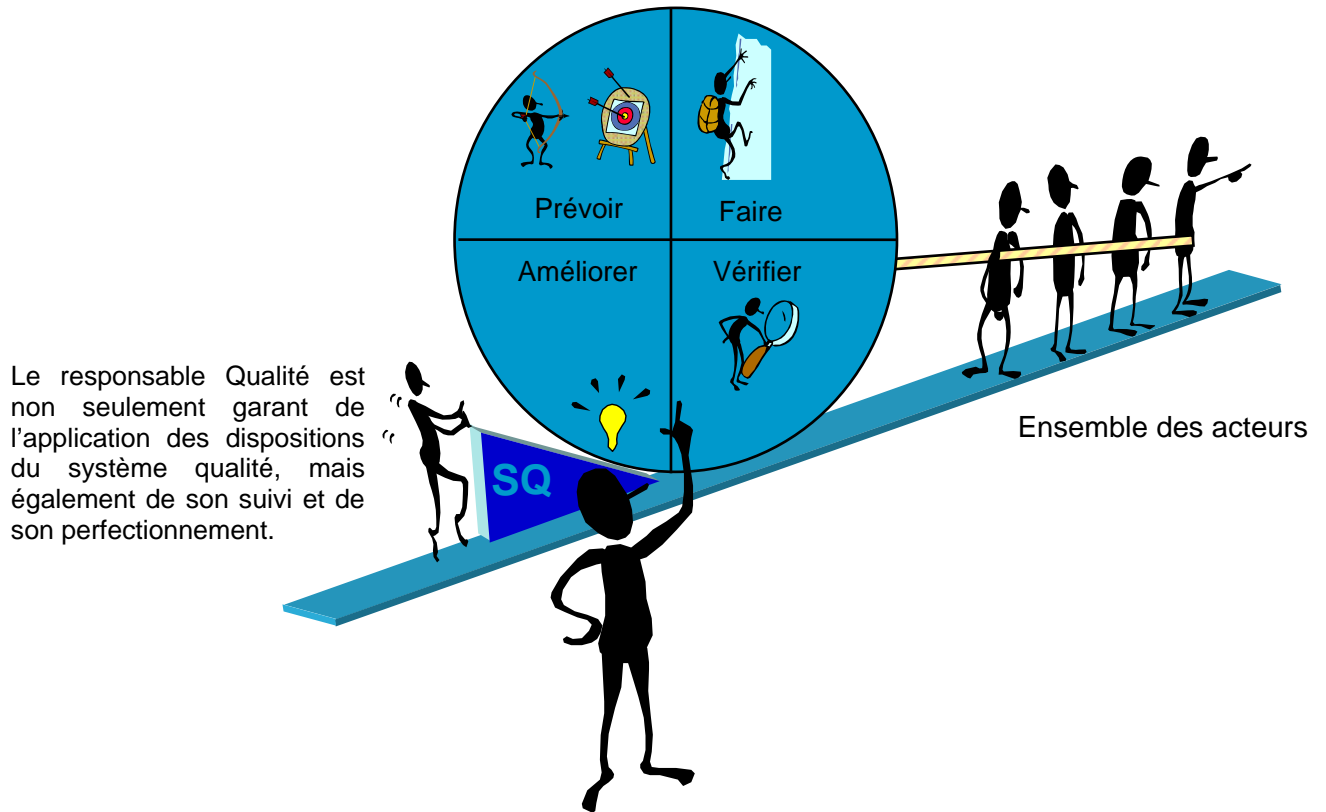 Prévoir
Faire
Améliorer
Vérifier
Le responsable Qualité est
non seulement garant de
l'application des dispositions
du système qualité, mais
également de son suivi et de
son perfectionnement.
SQ
Ensemble des acteurs